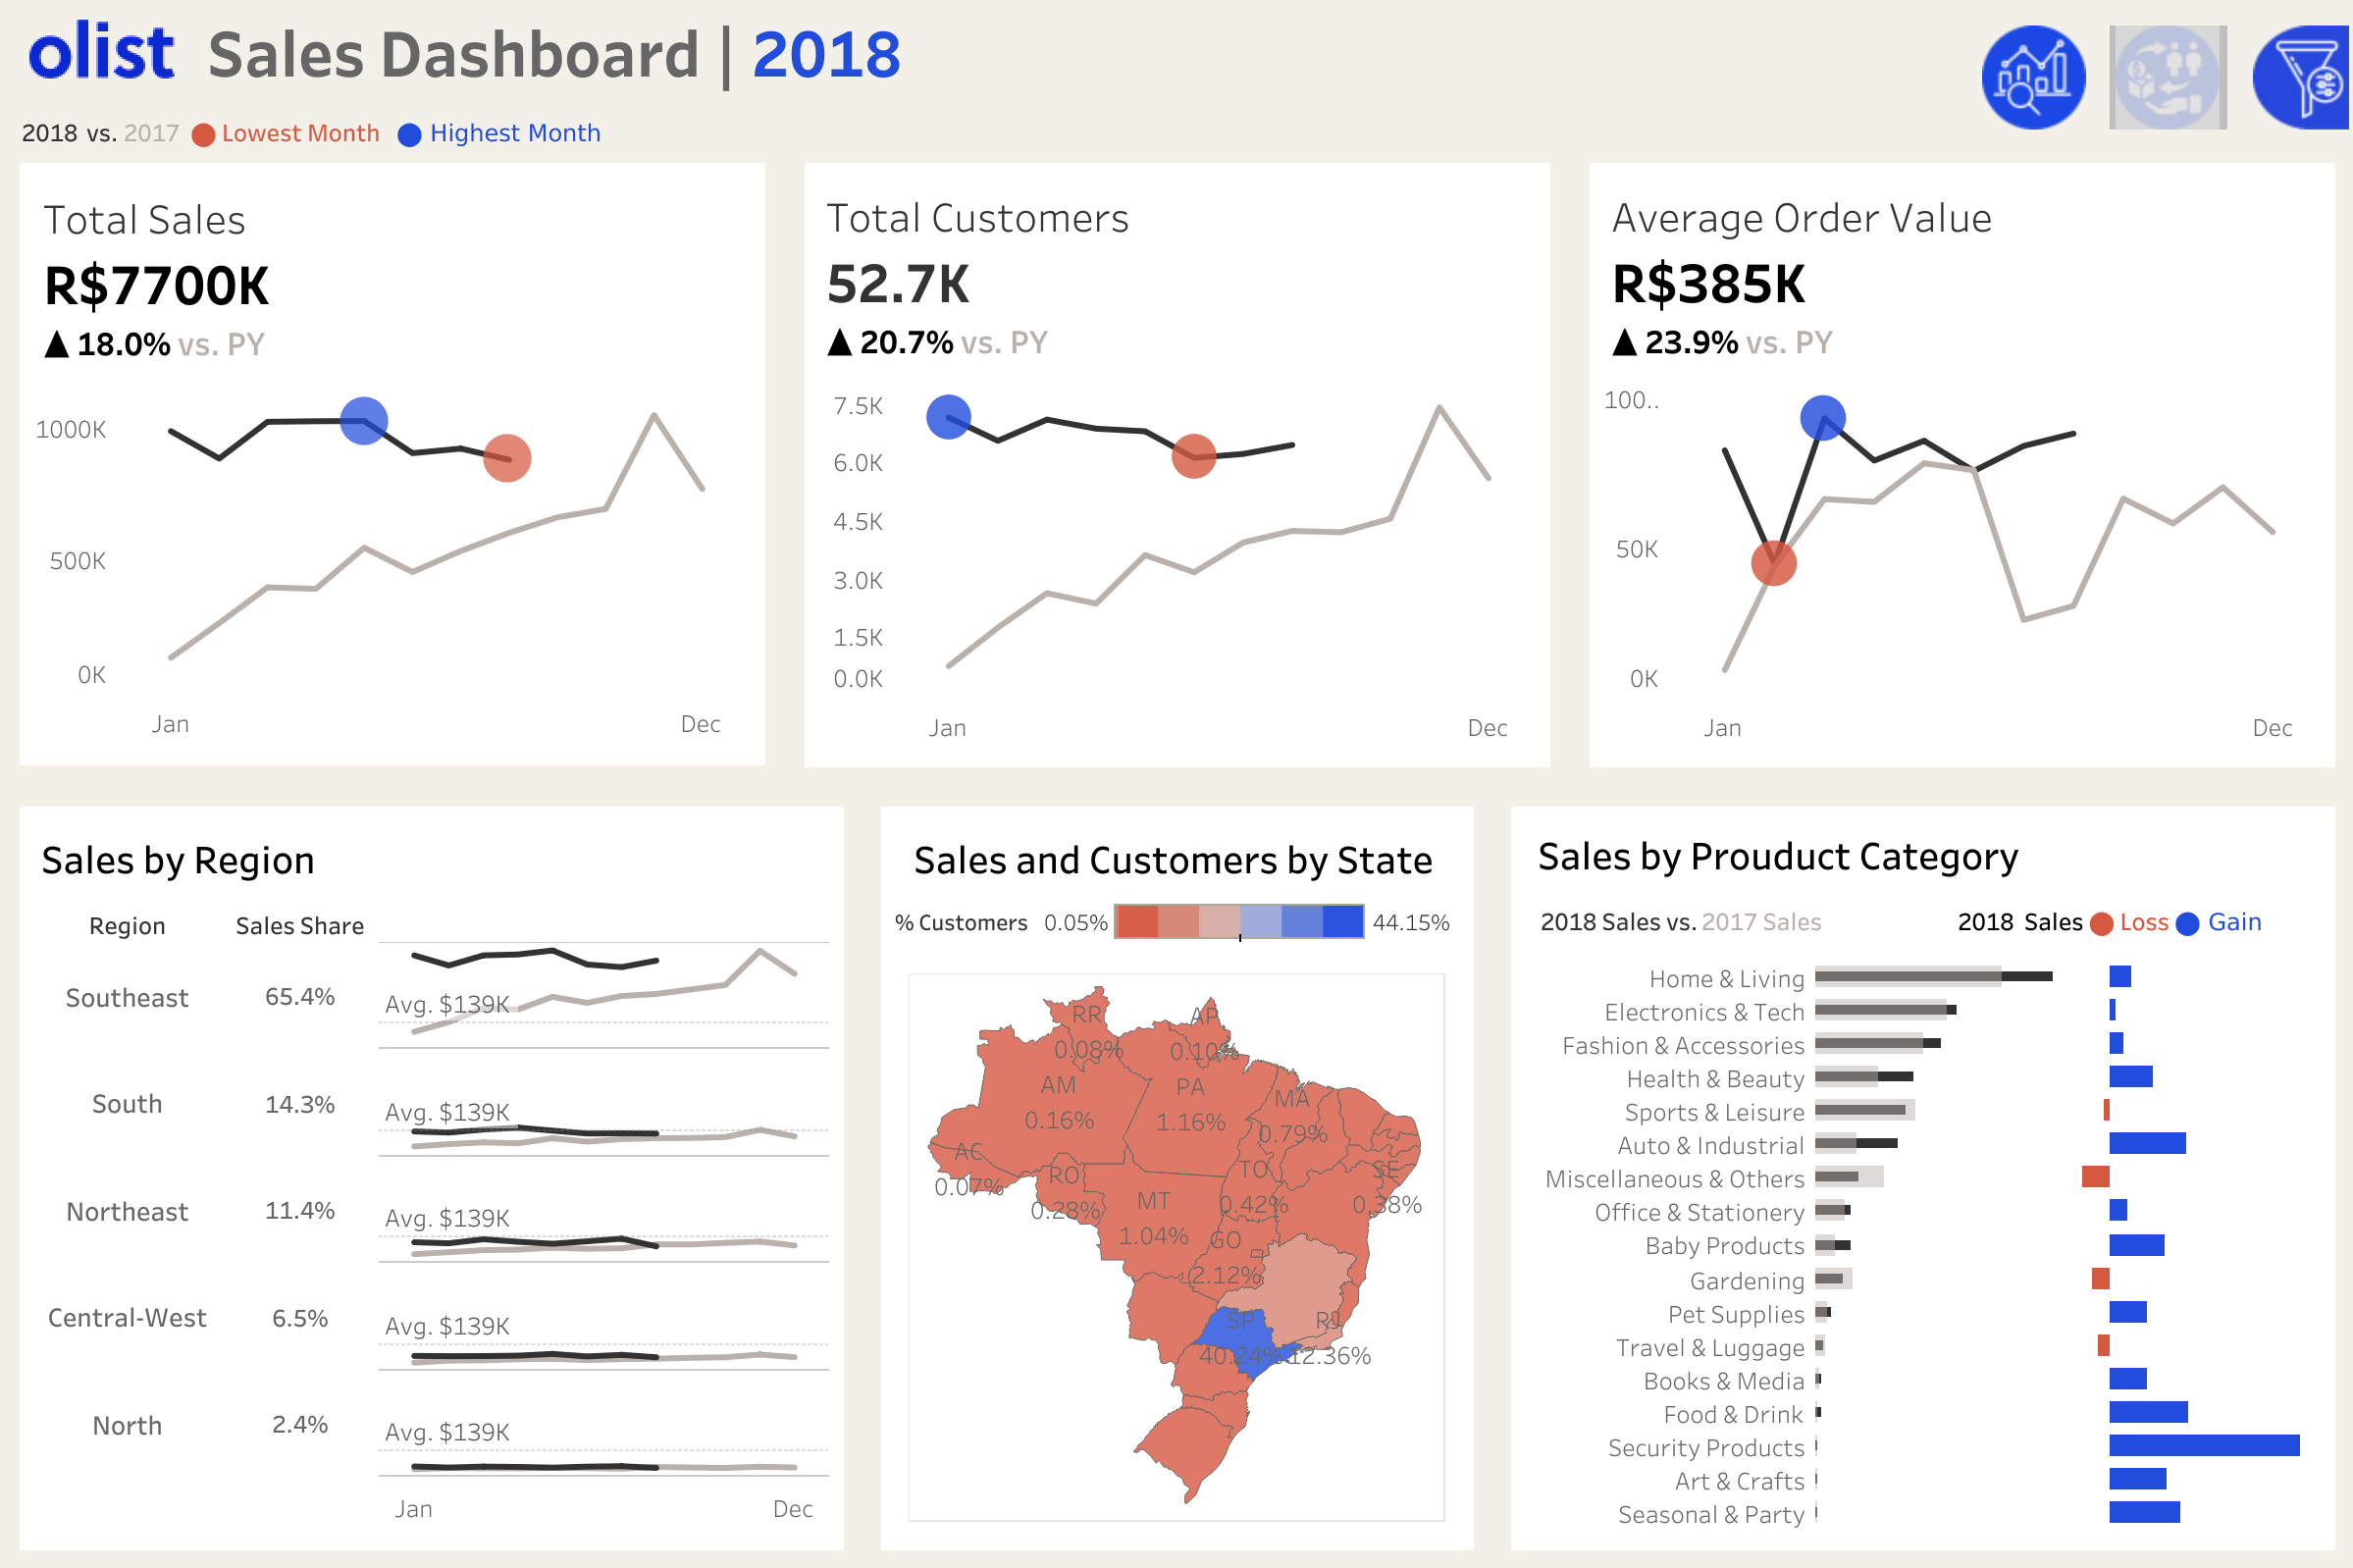 olist Sales Dashboard | 2018
2018 vs. 2017 Lowest Month Highest Month
Total Sales
R$7700K
▲ 18.0% vs. PY
1000K
500K
0K
Jan Dec
Total Customers
52.7K
▲ 20.7% vs. PY
7.5K
6.0K
4.5K
3.0K
1.5K
0.0K
Jan Dec
Average Order Value
R$385K
▲ 23.9% vs. PY
100..
50K
0K
Jan Dec
Sales by Region
Region Sales Share
Southeast 65.4% Avg. $139K
South 14.3% Avg. $139K
Northeast 11.4% Avg. $139K
Central-West 6.5% Avg. $139K
North 2.4% Avg. $139K
Jan Dec
Sales and Customers by State
% Customers 0.05% 44.15%
RR AP
0.08% 0.10%
AM PA MA
0.16% 1.16% 0.79%
AC RO TO SE
0.07% 0.28% 0.42% 0.38%
MT GO
1.04% 2.12%
SP RJ
40.24% 12.36%
Sales by Prouduct Category
2018 Sales vs. 2017 Sales 2018 Sales Loss Gain
Home & Living
Electronics & Tech
Fashion & Accessories
Health & Beauty
Sports & Leisure
Auto & Industrial
Miscellaneous & Others
Office & Stationery
Baby Products
Gardening
Pet Supplies
Travel & Luggage
Books & Media
Food & Drink
Security Products
Art & Crafts
Seasonal & Party